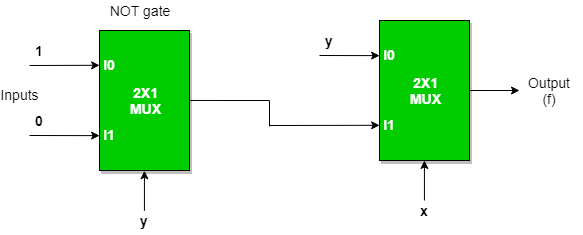 NOT gate
1
Inputs
0
I0
I1
2X1
MUX
y
y
I0
I1
2X1
MUX
x
Output
(f)